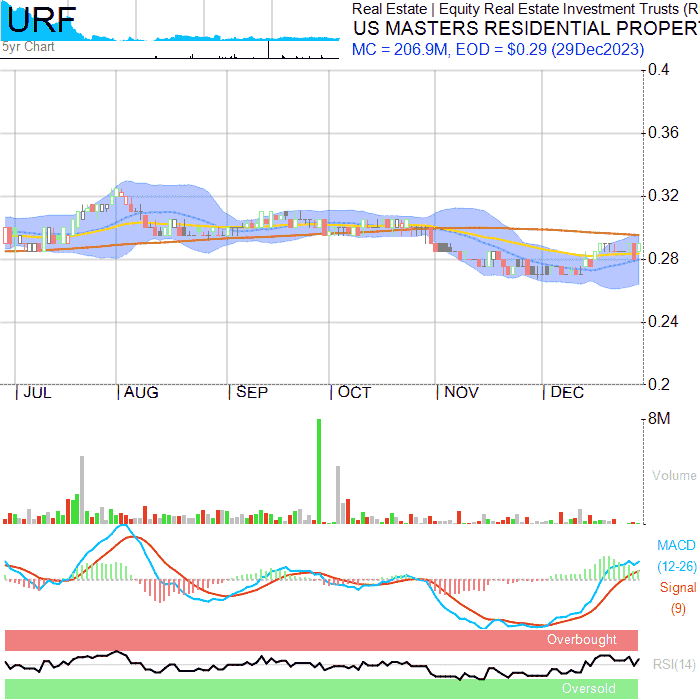 URF
5yr Chart
Real Estate | Equity Real Estate Investment Trusts (R
US MASTERS RESIDENTIAL PROPER
MC = 206.9M, EOD = $0.29 (29Dec2023)
0.4
0.36
0.32
0.28
0.24
0.2
| JUL | AUG | SEP | OCT | NOV | DEC
8M
Volume
MACD
(12-26)
Signal
(9)
Overbought
RSI(14)
Oversold